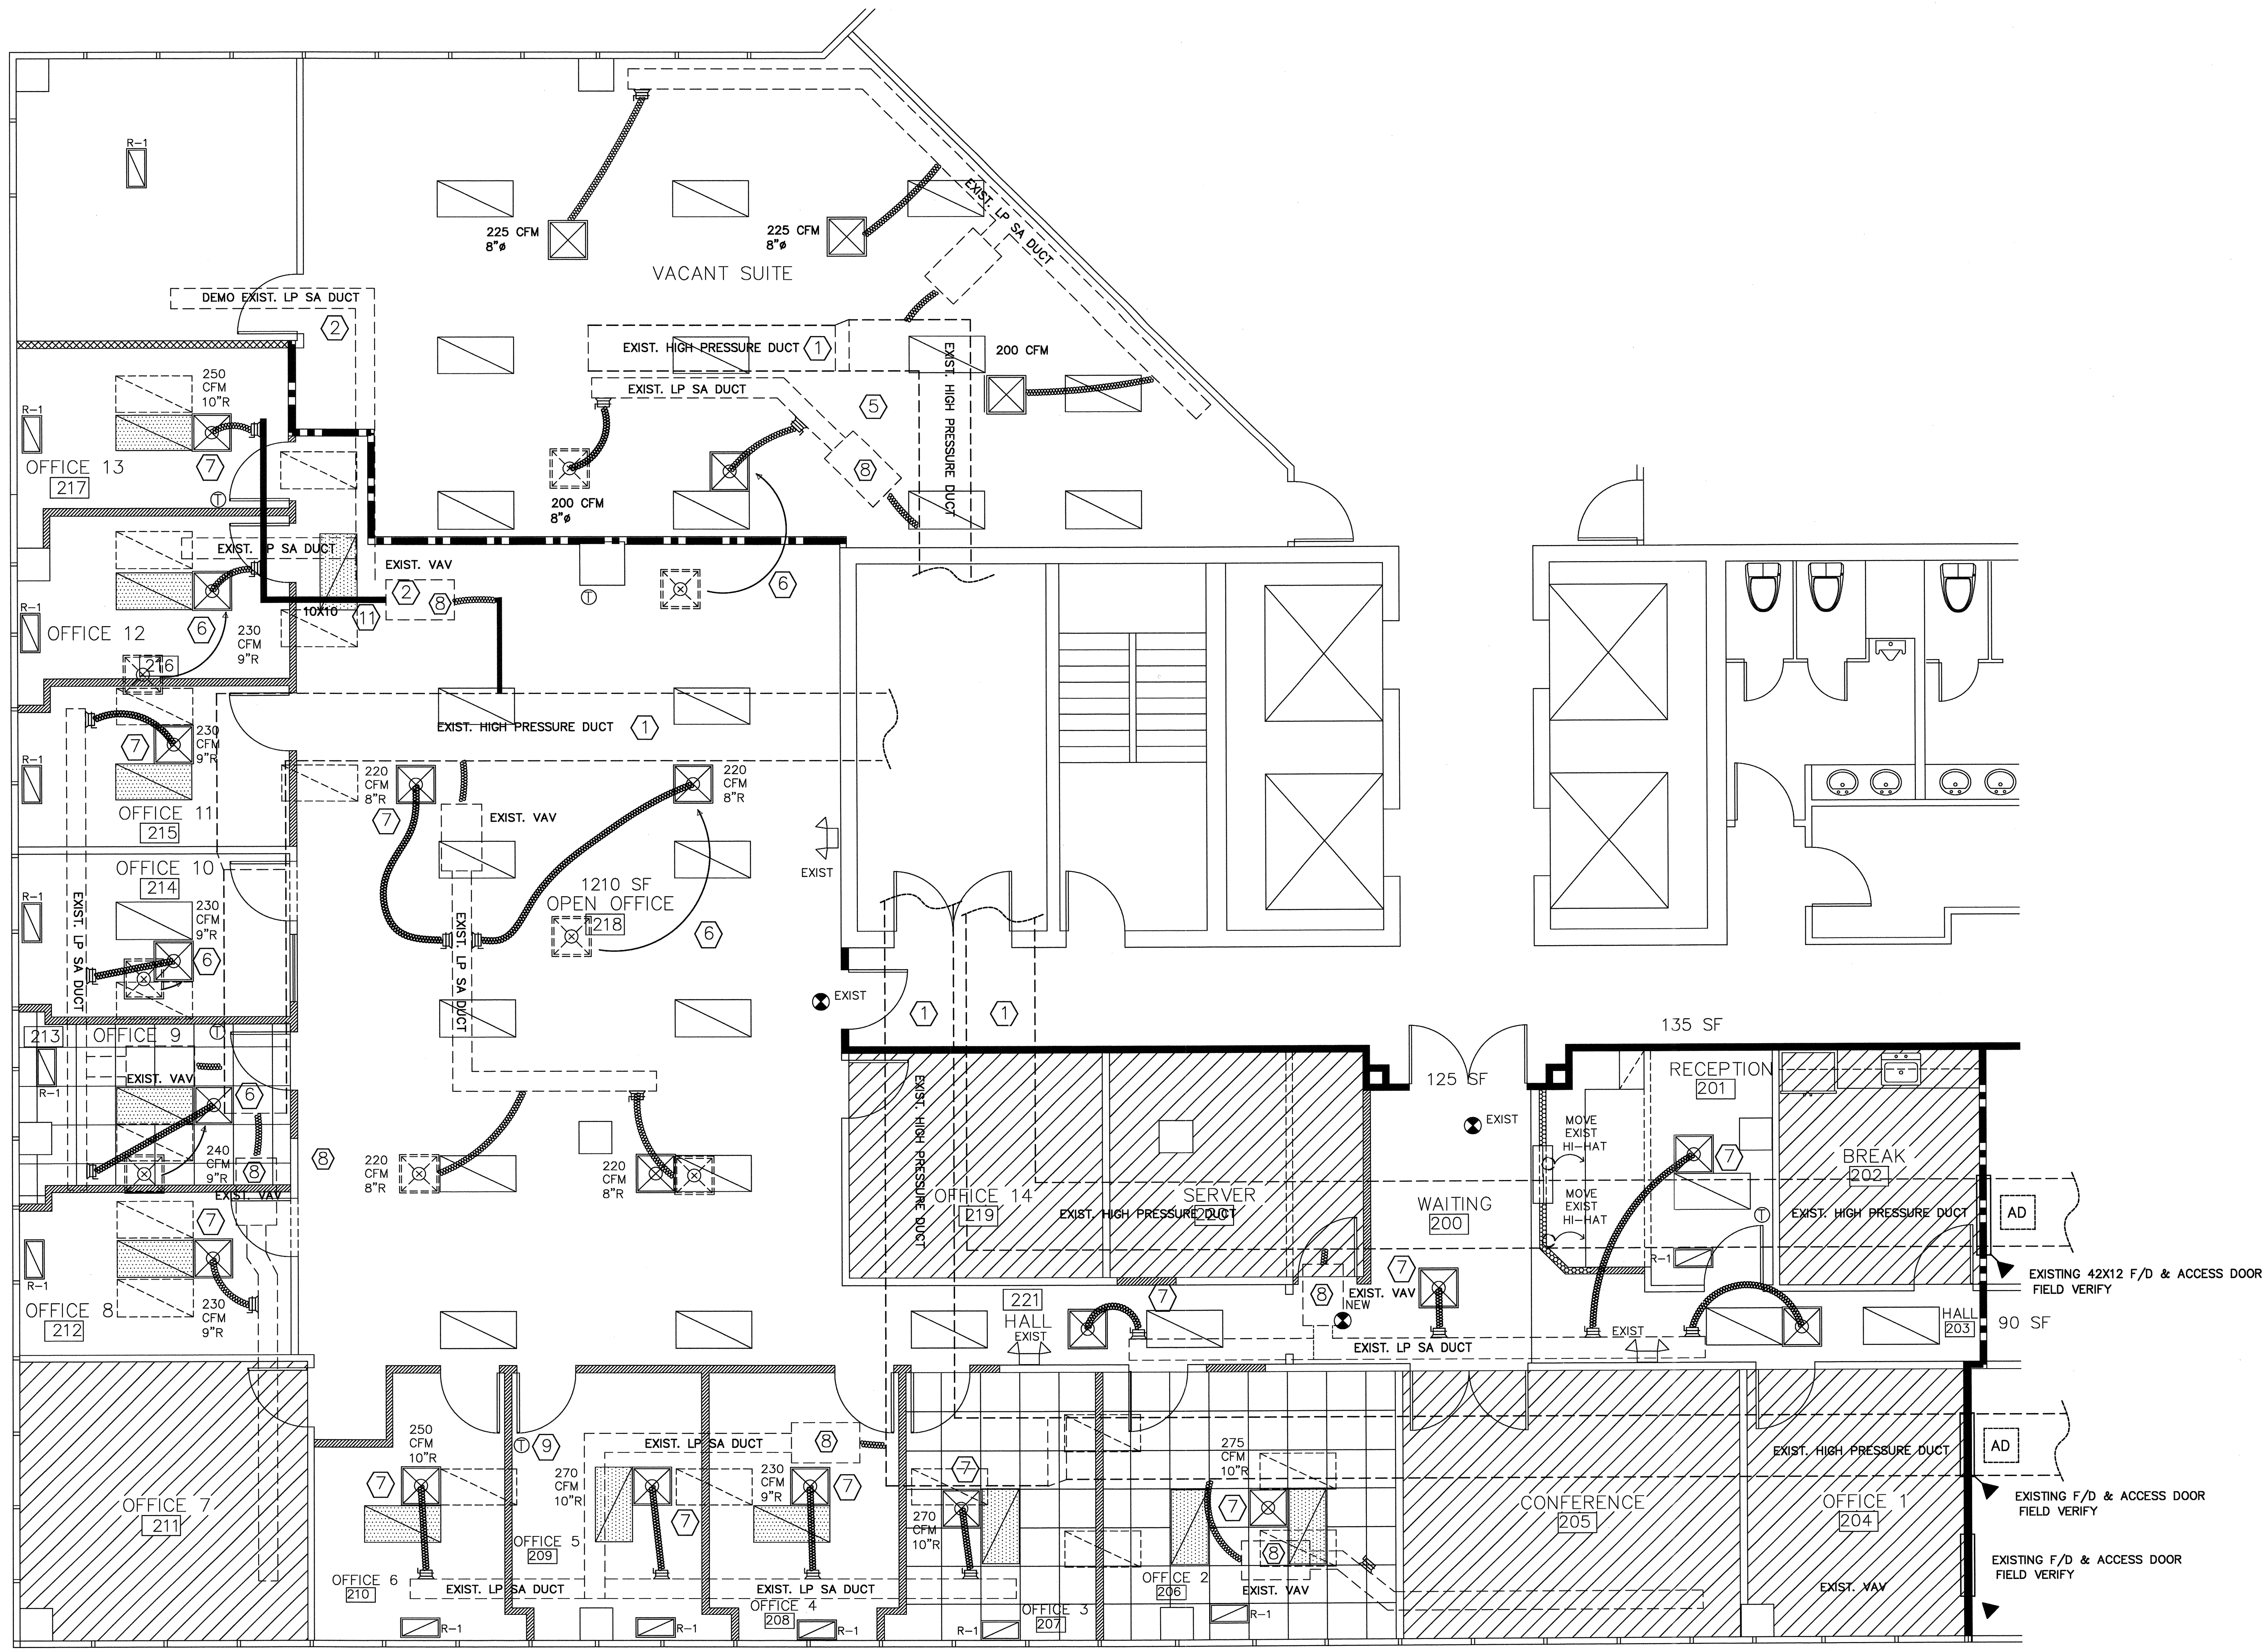 R-1
225 CFM
8"ø
225 CFM
8"ø
EXIST. LP SA DUCT
VACANT SUITE
DEMO EXIST. LP SA DUCT
2
EXIST. HIGH PRESSURE DUCT
1
200 CFM
EXIST. HIGH PRESSURE DUCT
EXIST. LP SA DUCT
5
250
CFM
10"R
R-1
7
OFFICE 13
217
T
8
200 CFM
8"ø
EXIST. LP SA DUCT
EXIST. VAV
2
8
6
T
R-1
10X10
11
6
OFFICE 12
230
CFM
9"R
216
7
230
CFM
9"R
EXIST. HIGH PRESSURE DUCT
1
R-1
220
CFM
8"R
220
CFM
8"R
7
OFFICE 11
215
EXIST. VAV
OFFICE 10
214
EXIST
R-1
230
CFM
9"R
1210 SF
OPEN OFFICE
218
6
6
EXIST. LP SA DUCT
EXIST. LP SA DUCT
EXIST
1
1
213
OFFICE 9
T
135 SF
EXIST. VAV
R-1
6
RECEPTION
201
125 SF
EXIST. HIGH PRESSURE DUCT
EXIST
MOVE
EXIST
HI-HAT
7
BREAK
202
240
CFM
9"R
8
8
220
CFM
8"R
220
CFM
8"R
EXIST. VAV
OFFICE 14
219
SERVER
220
EXIST. HIGH PRESSURE DUCT
WAITING
200
MOVE
EXIST
HI-HAT
T
EXIST. HIGH PRESSURE DUCT
AD
7
R-1
R-1
7
EXISTING 42X12 F/D & ACCESS DOOR
FIELD VERIFY
8
EXIST. VAV
NEW
OFFICE 8
212
230
CFM
9"R
221
HALL
EXIST
7
HALL
203
90 SF
EXIST
EXIST. LP SA DUCT
250
CFM
10"R
T
9
EXIST. LP SA DUCT
8
275
CFM
10"R
EXIST. HIGH PRESSURE DUCT
AD
7
270
CFM
10"R
230
CFM
9"R
7
7
7
7
OFFICE 7
211
CONFERENCE
205
OFFICE 1
204
EXISTING F/D & ACCESS DOOR
FIELD VERIFY
270
CFM
10"R
OFFICE 5
209
8
EXISTING F/D & ACCESS DOOR
FIELD VERIFY
OFFICE 6
210
EXIST. LP SA DUCT
EXIST. LP SA DUCT
OFFICE 2
206
EXIST. VAV
EXIST. VAV
OFFICE 4
208
OFFICE 3
207
R-1
R-1
R-1
R-1
R-1